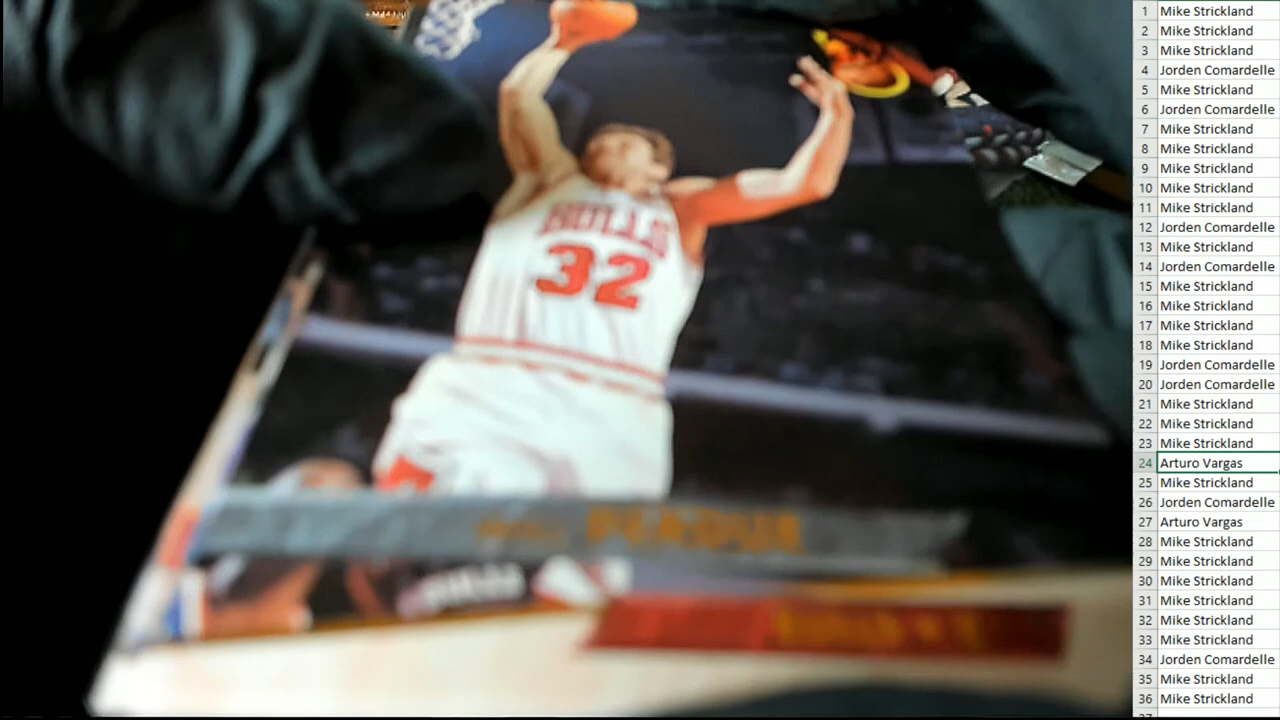 BULLS
32
PERDUE
1 Mike Strickland
2 Mike Strickland
3 Mike Strickland
4 Jorden Comardelle
5 Mike Strickland
6 Jorden Comardelle
7 Mike Strickland
8 Mike Strickland
9 Mike Strickland
10 Mike Strickland
11 Mike Strickland
12 Jorden Comardelle
13 Mike Strickland
14 Jorden Comardelle
15 Mike Strickland
16 Mike Strickland
17 Mike Strickland
18 Mike Strickland
19 Jorden Comardelle
20 Jorden Comardelle
21 Mike Strickland
22 Mike Strickland
23 Mike Strickland
24 Arturo Vargas
25 Mike Strickland
26 Jorden Comardelle
27 Arturo Vargas
28 Mike Strickland
29 Mike Strickland
30 Mike Strickland
31 Mike Strickland
32 Mike Strickland
33 Mike Strickland
34 Jorden Comardelle
35 Mike Strickland
36 Mike Strickland